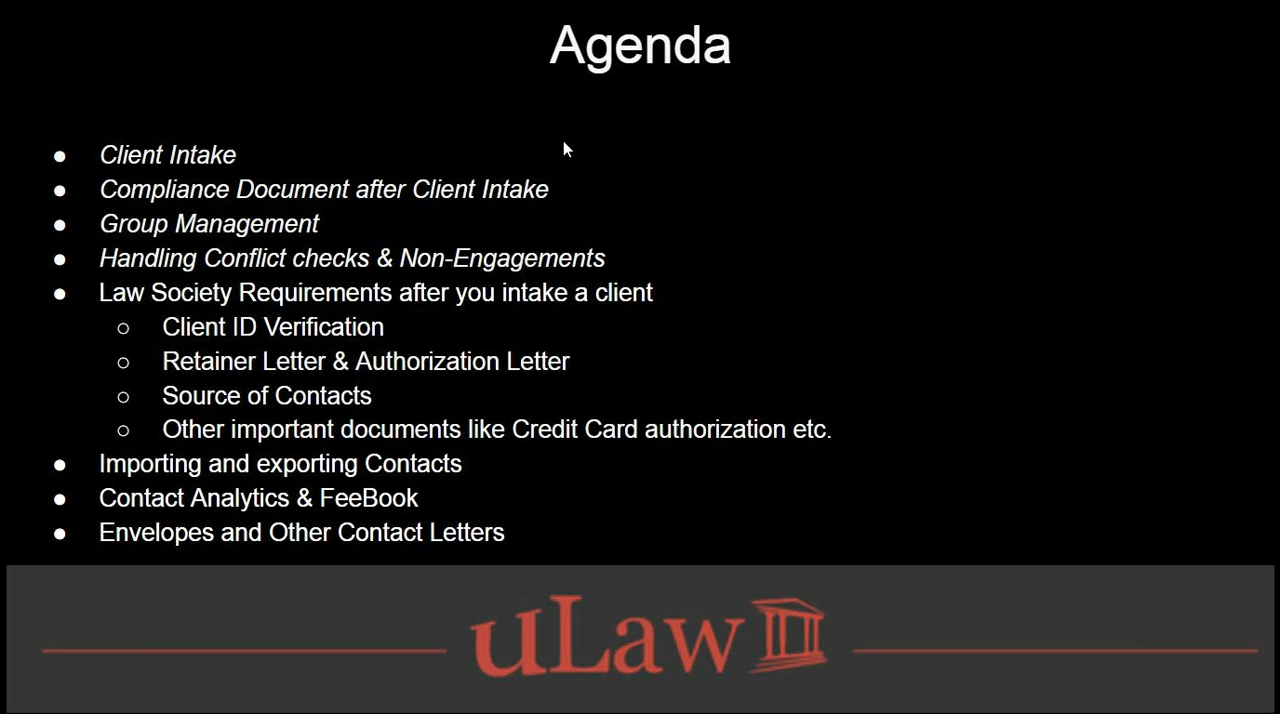 Agenda
● Client Intake
● Compliance Document after Client Intake
● Group Management
● Handling Conflict checks & Non-Engagements
● Law Society Requirements after you intake a client
○ Client ID Verification
○ Retainer Letter & Authorization Letter
○ Source of Contacts
○ Other important documents like Credit Card authorization etc.
● Importing and exporting Contacts
● Contact Analytics & FeeBook
● Envelopes and Other Contact Letters
uLaw